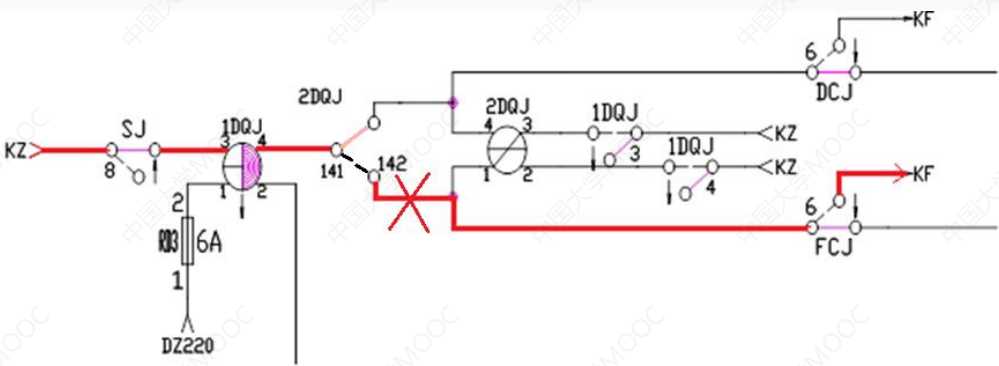 KF
6
DCJ
2DQJ
2DQJ
4 3
1DQJ
KZ
SJ
1DQJ
3 4
KZ
8
141
142
1 2
3
1DQJ
KZ
4
KF
6
FCJ
1 2
2
RD3
6A
1
DZ220
中国大学MOOC